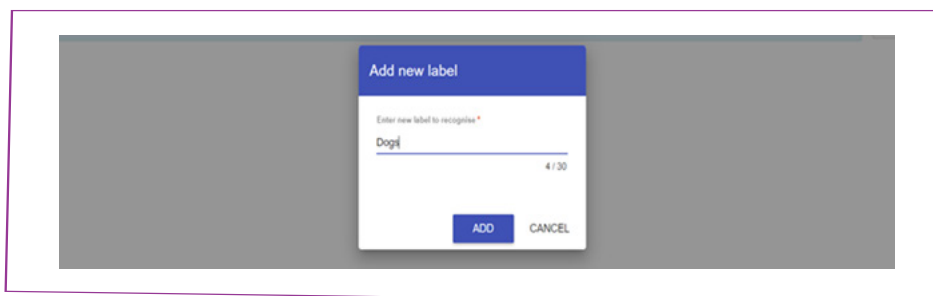 Add new label
Enter new label to recognise *
Dogs
4 / 30
ADD CANCEL